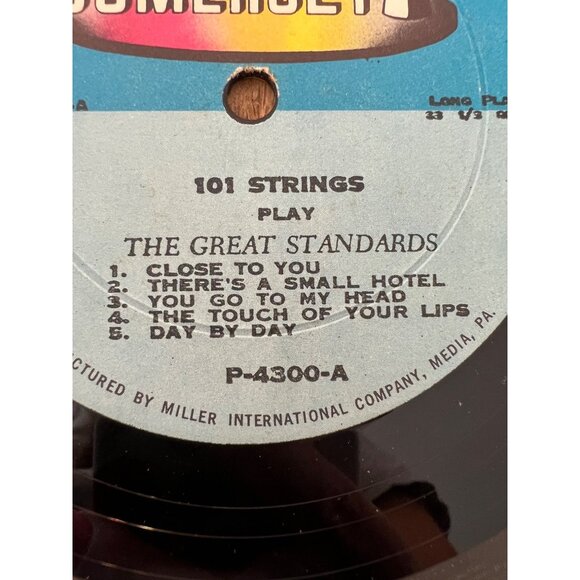 SOMERSET
-A
LONG PLA
33 1/3 R
101 STRINGS
PLAY
THE GREAT STANDARDS
1. CLOSE TO YOU
2. THERE'S A SMALL HOTEL
3. YOU GO TO MY HEAD
4. THE TOUCH OF YOUR LIPS
5. DAY BY DAY
P-4300-A
CTURED BY MILLER INTERNATIONAL COMPANY, MEDIA, PA.